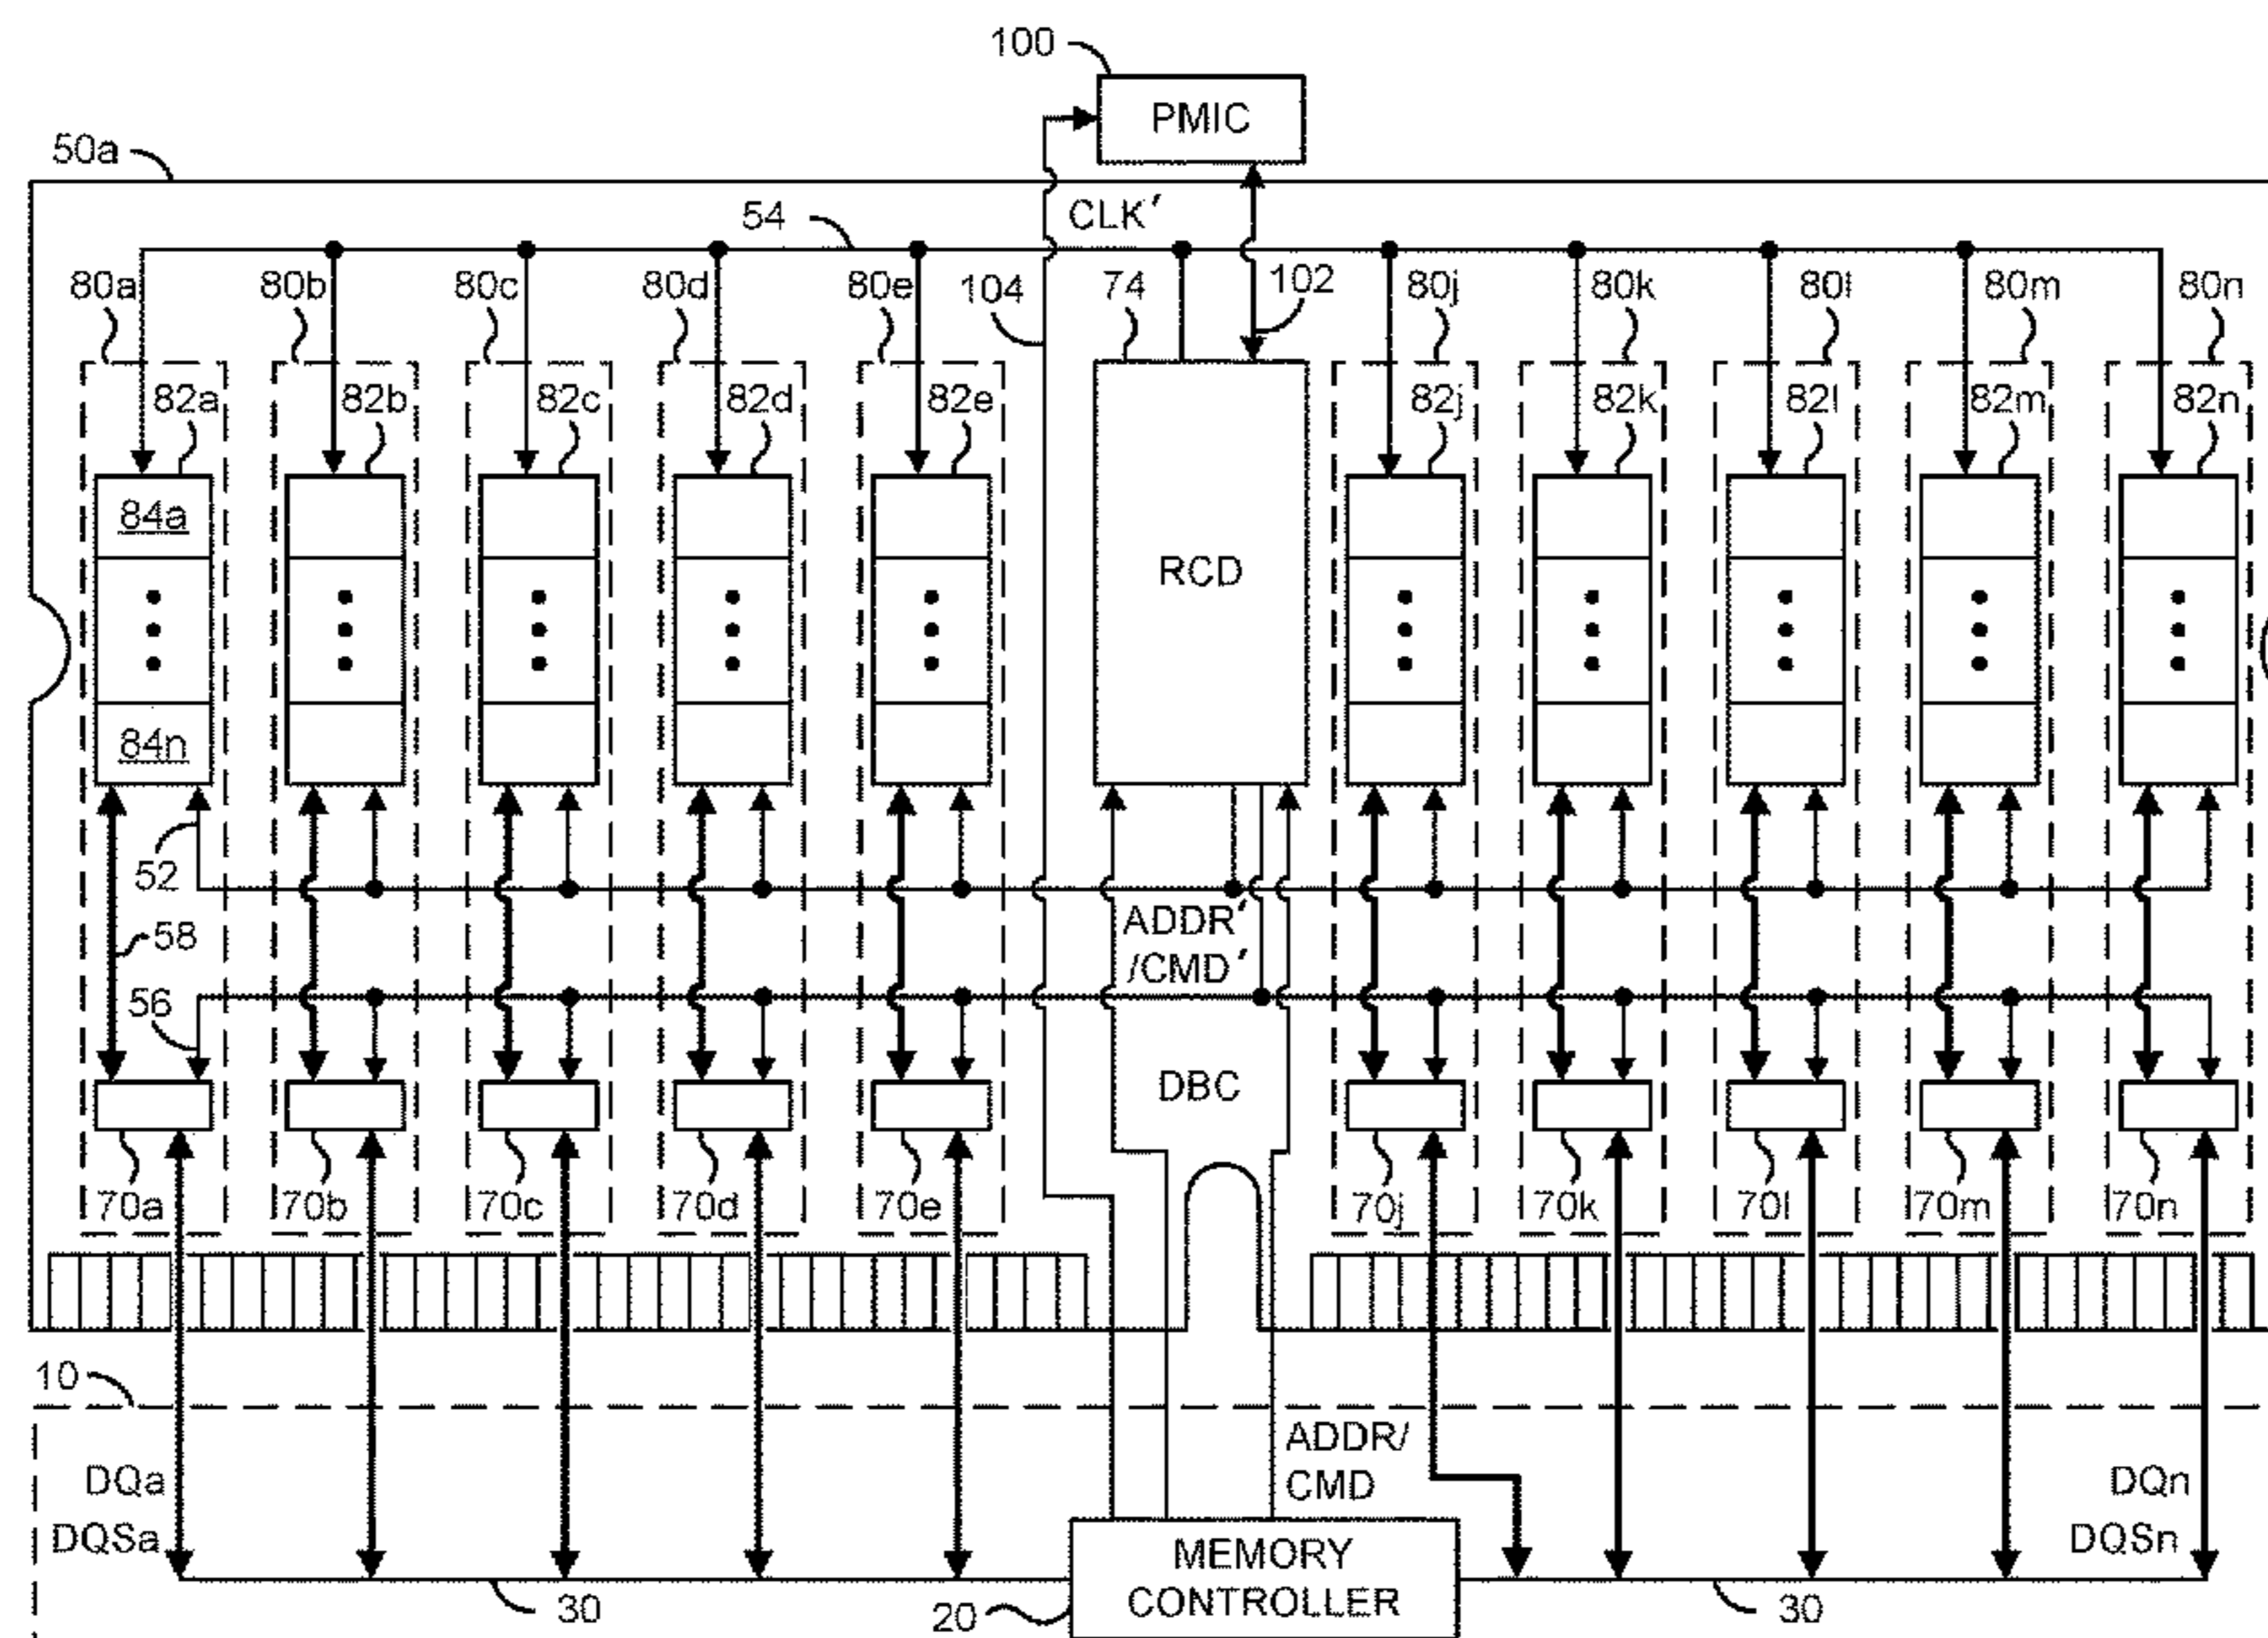 100
PMIC
50a
54
CLK′
80a
80b
80c
80d
80e
104
74
102
80j
80k
80l
80m
80n
82a
82b
82c
82d
82e
82j
82k
82l
82m
82n
84a
RCD
84n
52
58
ADDR′
/CMD′
56
DBC
70a
70b
70c
70d
70e
70j
70k
70l
70m
70n
10
ADDR/
CMD
DQa
DQSa
DQn
DQSn
MEMORY
CONTROLLER
30
20
30